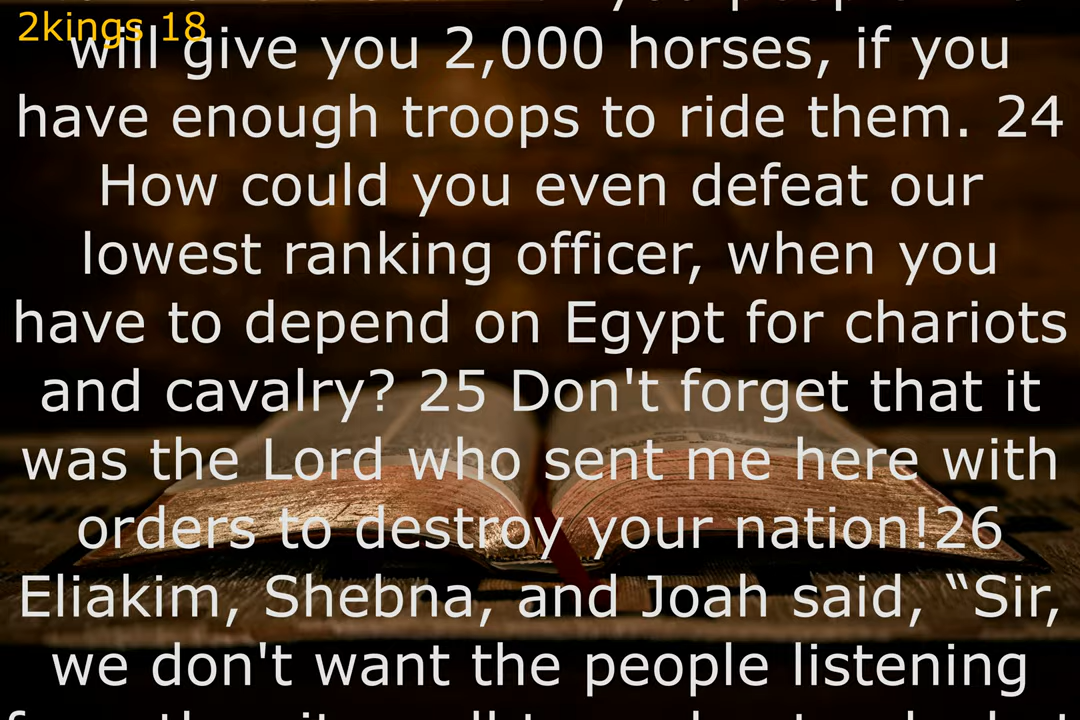 2kings 18
will give you 2,000 horses, if you
have enough troops to ride them. 24
How could you even defeat our
lowest ranking officer, when you
have to depend on Egypt for chariots
and cavalry? 25 Don't forget that it
was the Lord who sent me here with
orders to destroy your nation!26
Eliakim, Shebna, and Joah said, “Sir,
we don't want the people listening